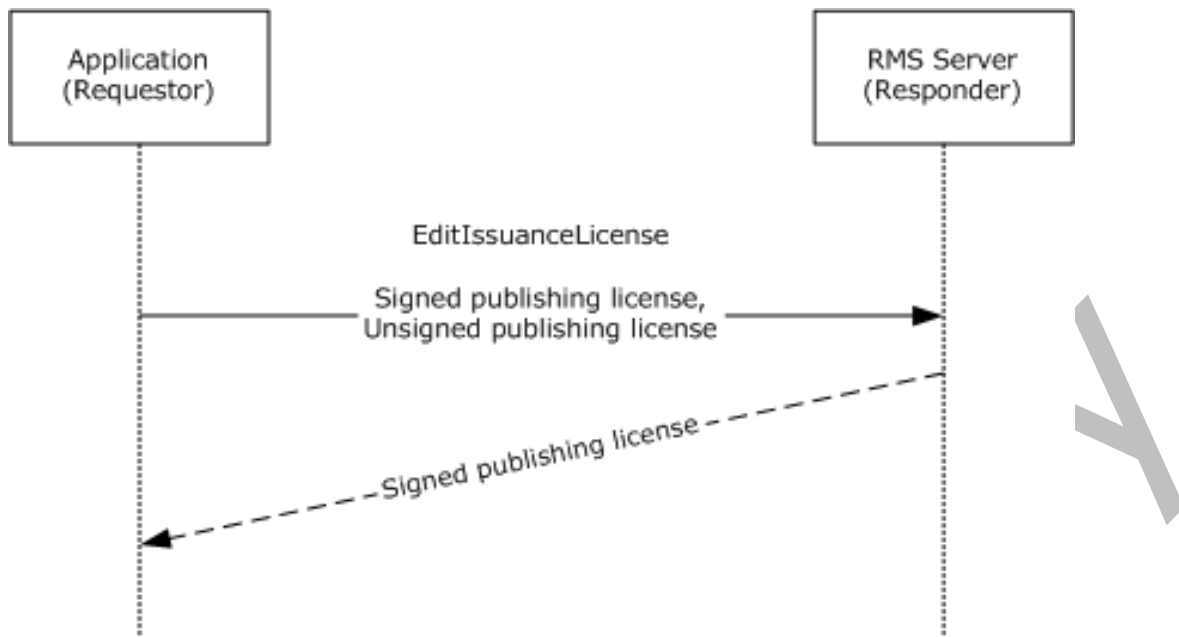 Application
(Requestor)
RMS Server
(Responder)
EditIssuanceLicense
Signed publishing license,
Unsigned publishing license
Signed publishing license